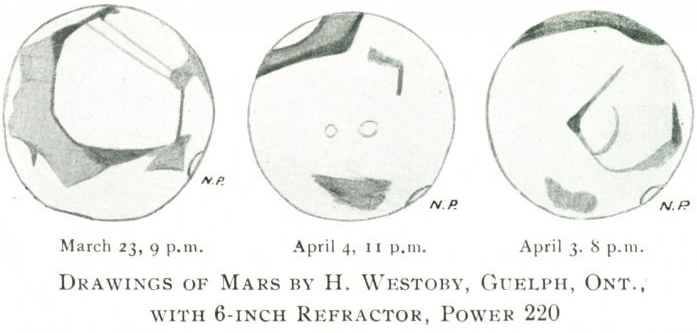 N.P.
N.P.
N.P.
March 23, 9 p.m.
April 4, 11 p.m.
April 3. 8 p.m.
Drawings of Mars by H. Westoby, Guelph, Ont.,
with 6-inch Refractor, Power 220